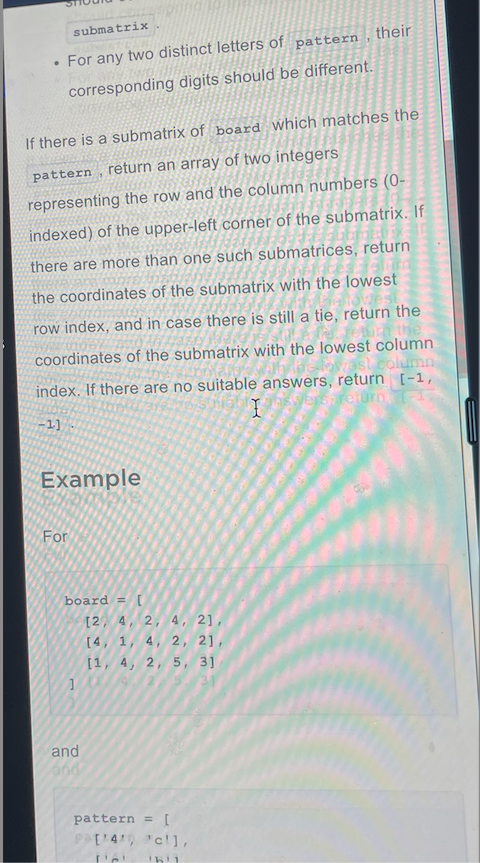 submatrix .
• For any two distinct letters of pattern , their
corresponding digits should be different.
If there is a submatrix of board which matches the
pattern , return an array of two integers
representing the row and the column numbers (0-
indexed) of the upper-left corner of the submatrix. If
there are more than one such submatrices, return
the coordinates of the submatrix with the lowest
row index, and in case there is still a tie, return the
coordinates of the submatrix with the lowest column
index. If there are no suitable answers, return [-1,
-1] .
Example
For
board = [
[2, 4, 2, 4, 2],
[4, 1, 4, 2, 2],
[1, 4, 2, 5, 3]
]
and
pattern = [
['4', 'c'],